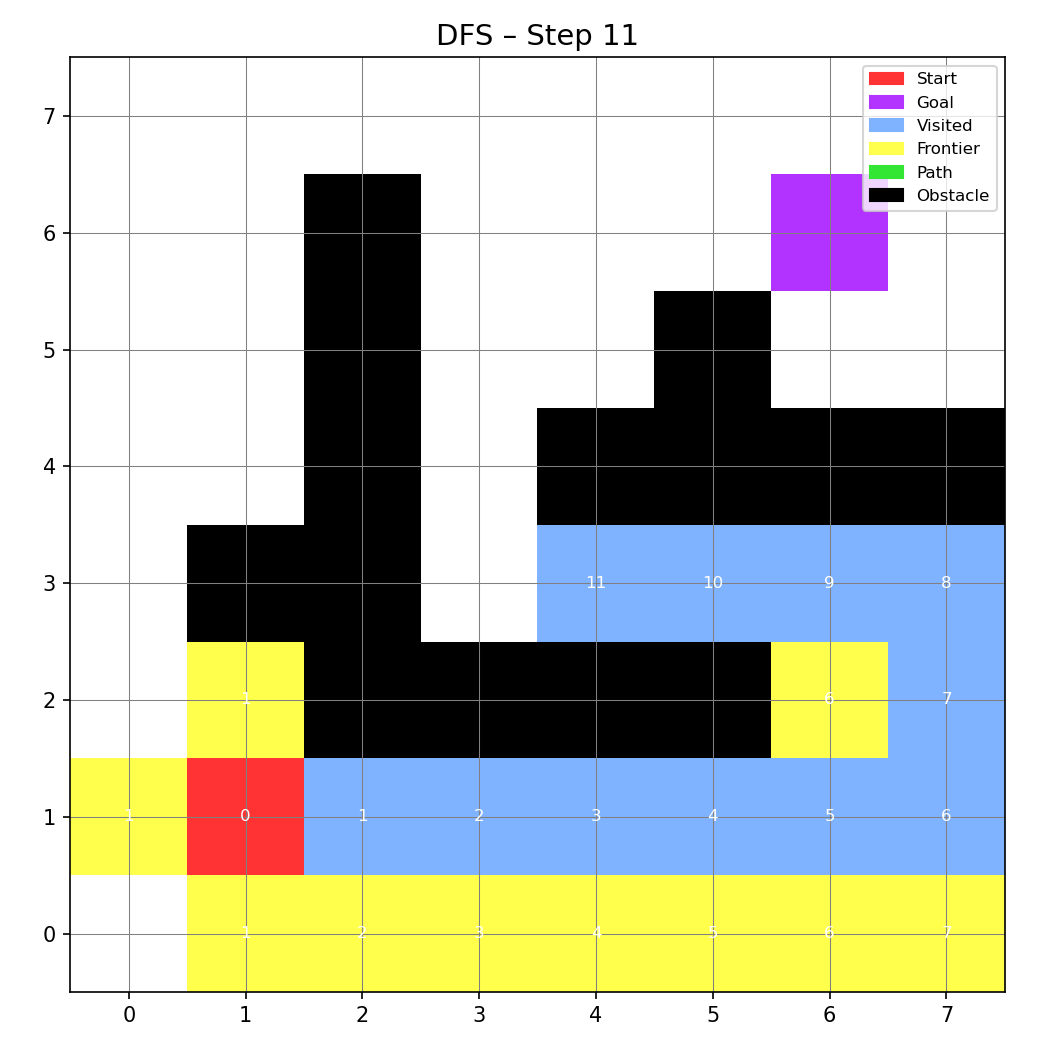 DFS – Step 11
Start
Goal
Visited
Frontier
Path
Obstacle
7
6
5
4
3 11 10 9 8
2 1 6 7
1 1 0 1 2 3 4 5 6
0 1 2 3 4 5 6 7
0 1 2 3 4 5 6 7